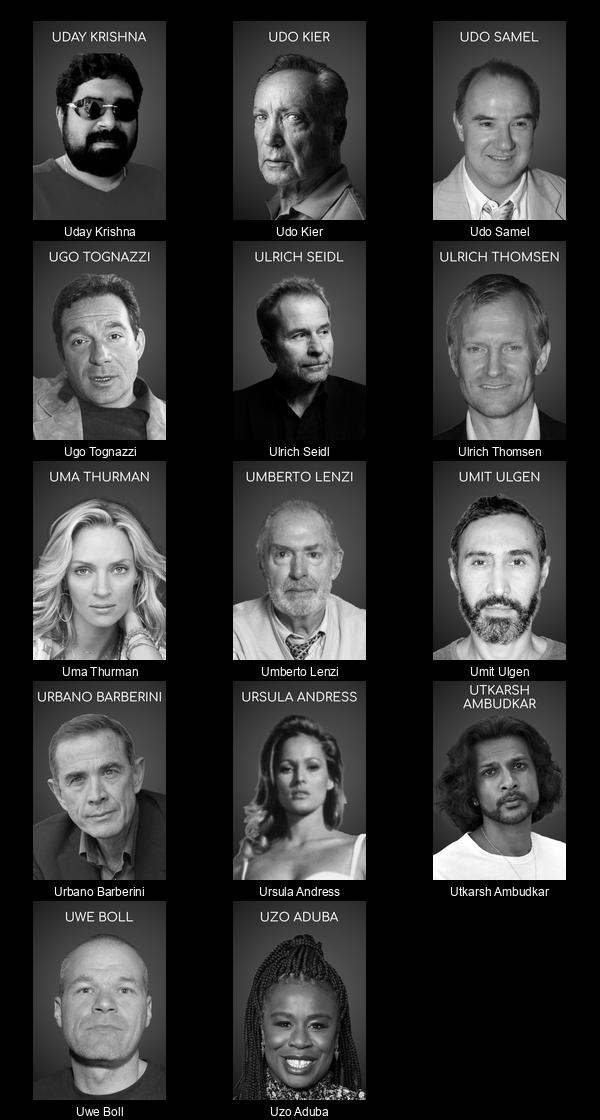 UDAY KRISHNA
UDO KIER
UDO SAMEL
Uday Krishna
Udo Kier
Udo Samel
UGO TOGNAZZI
ULRICH SEIDL
ULRICH THOMSEN
Ugo Tognazzi
Ulrich Seidl
Ulrich Thomsen
UMA THURMAN
UMBERTO LENZI
UMIT ULGEN
Uma Thurman
Umberto Lenzi
Umit Ulgen
URBANO BARBERINI
URSULA ANDRESS
UTKARSH
AMBUDKAR
Urbano Barberini
Ursula Andress
Utkarsh Ambudkar
UWE BOLL
UZO ADUBA
Uwe Boll
Uzo Aduba